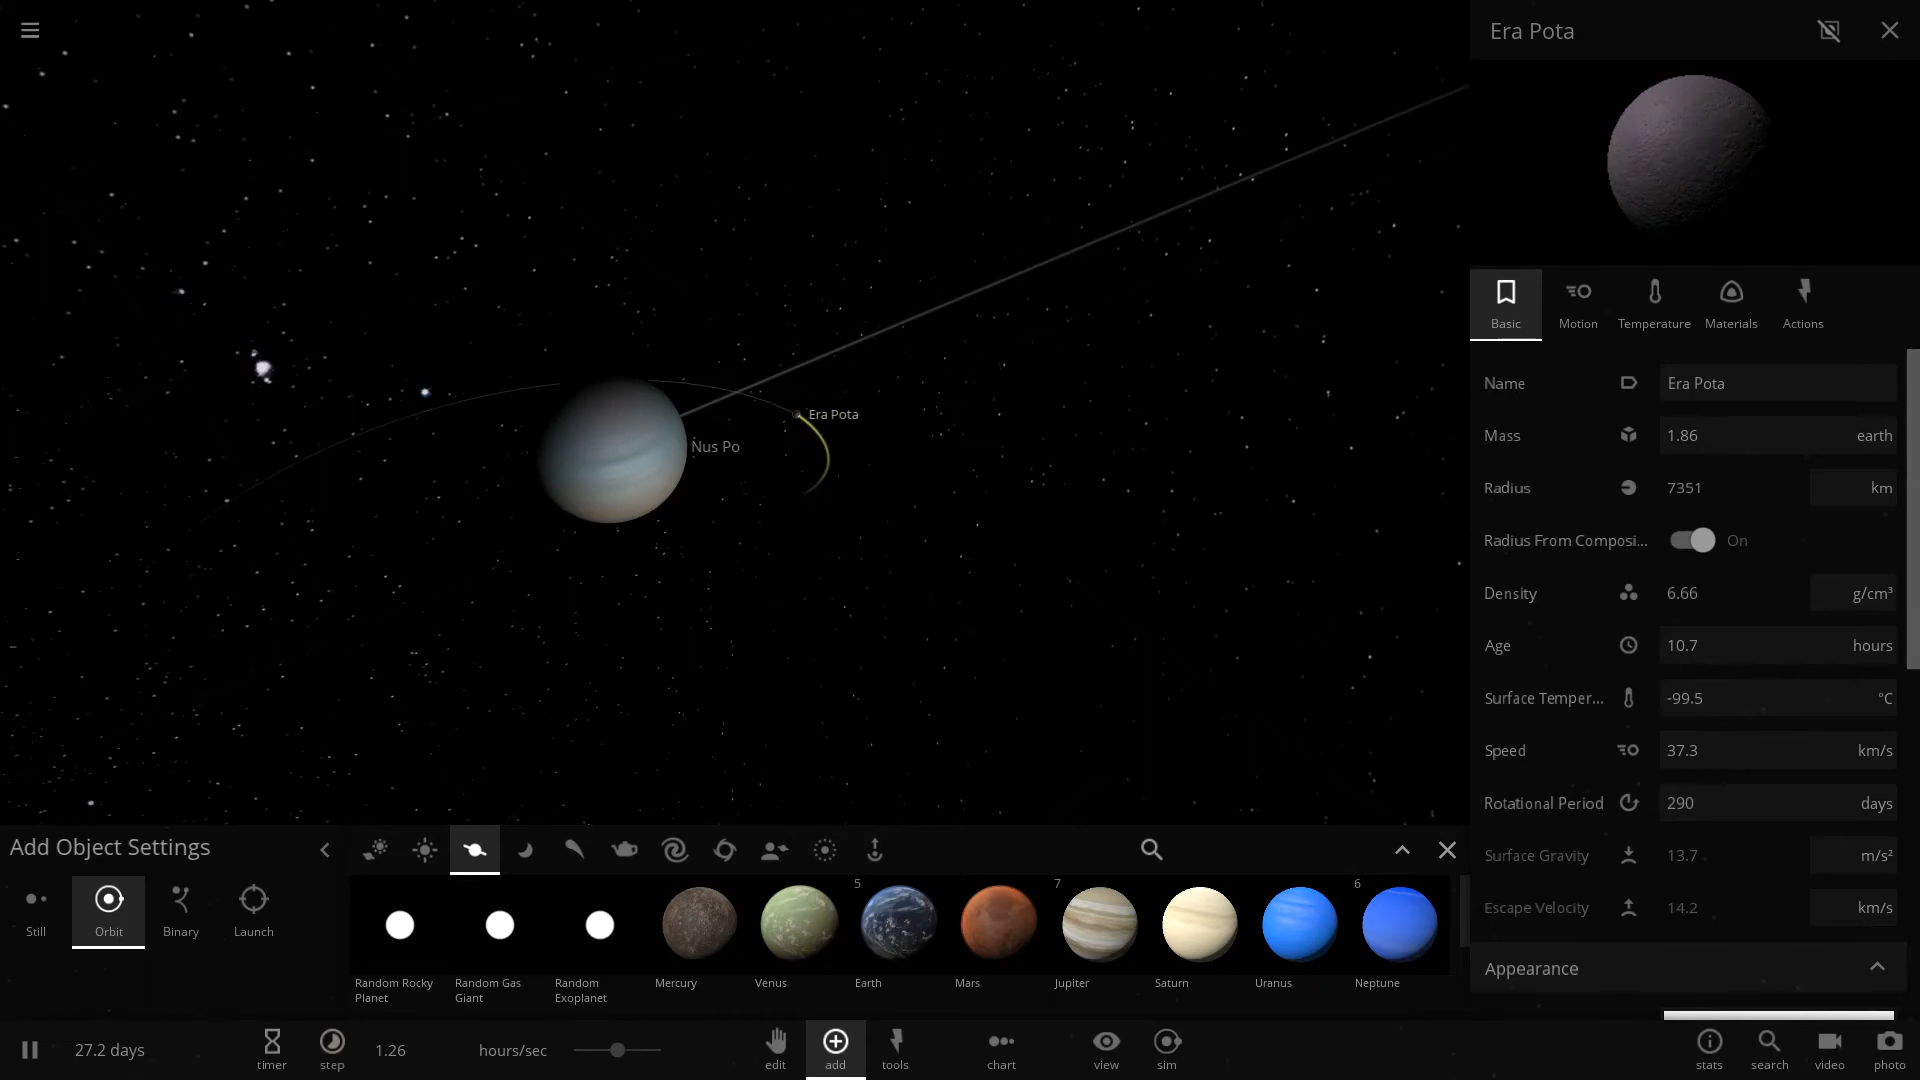 Era Pota
Era Pota
Nus Po
Basic
Motion
Temperature
Materials
Actions
Name
Era Pota
Mass
1.86
earth
Radius
7351
km
Radius From Composi...
On
Density
6.66
g/cm³
Age
10.7
hours
Surface Temper...
-99.5
°C
Speed
37.3
km/s
Rotational Period
290
days
Surface Gravity
13.7
m/s²
Escape Velocity
14.2
km/s
Appearance
Add Object Settings
Still
Orbit
Binary
Launch
5
7
6
Random Rocky
Planet
Random Gas
Giant
Random
Exoplanet
Mercury
Venus
Earth
Mars
Jupiter
Saturn
Uranus
Neptune
27.2 days
timer
step
1.26
hours/sec
edit
add
tools
chart
view
sim
stats
search
video
photo